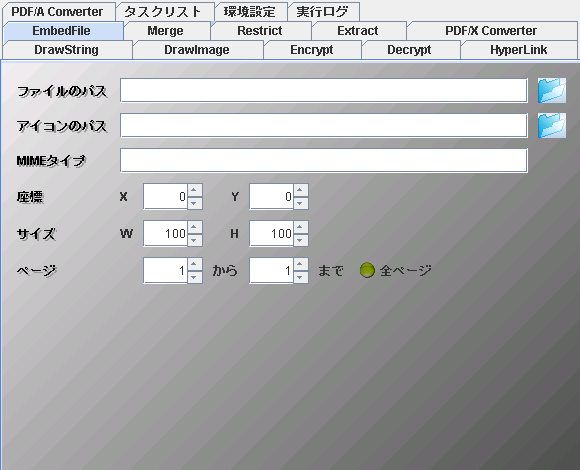 PDF/A Converter タスクリスト 環境設定 実行ログ
EmbedFile Merge Restrict Extract PDF/X Converter
DrawString DrawImage Encrypt Decrypt HyperLink
ファイルのパス
アイコンのパス
MIMEタイプ
座標 X 0 Y 0
サイズ W 100 H 100
ページ 1 から 1 まで 全ページ